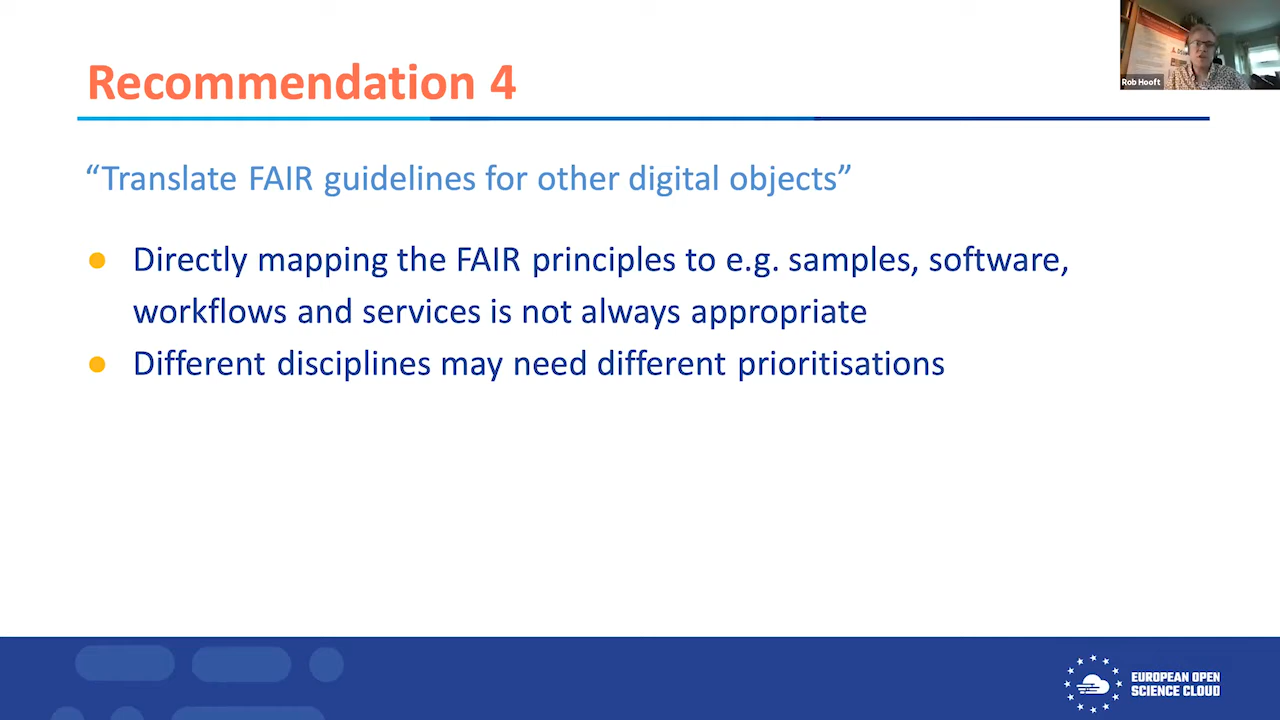 Recommendation 4
Rob Hooft
“Translate FAIR guidelines for other digital objects”
● Directly mapping the FAIR principles to e.g. samples, software,
workflows and services is not always appropriate
● Different disciplines may need different prioritisations
EUROPEAN OPEN
SCIENCE CLOUD